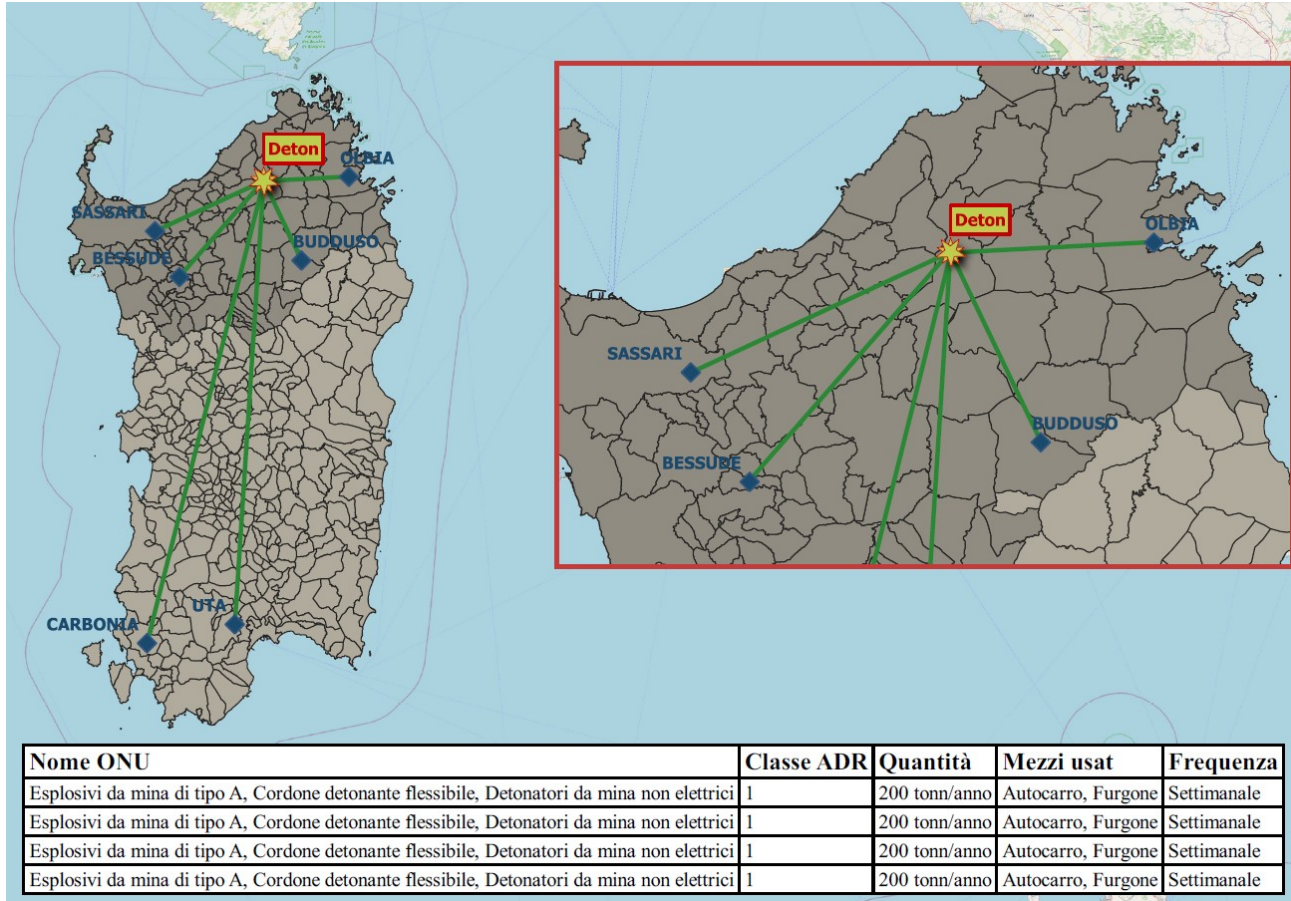 Deton
OLBIA
SASSARI
BESSUDE
BUDDUSÒ
UTA
CARBONIA
Deton
OLBIA
SASSARI
BUDDUSÒ
BESSUDE
Nome ONU Classe ADR Quantità Mezzi usat Frequenza
Esplosivi da mina di tipo A, Cordone detonante flessibile, Detonatori da mina non elettrici 1 200 tonn/anno Autocarro, Furgone Settimanale
Esplosivi da mina di tipo A, Cordone detonante flessibile, Detonatori da mina non elettrici 1 200 tonn/anno Autocarro, Furgone Settimanale
Esplosivi da mina di tipo A, Cordone detonante flessibile, Detonatori da mina non elettrici 1 200 tonn/anno Autocarro, Furgone Settimanale
Esplosivi da mina di tipo A, Cordone detonante flessibile, Detonatori da mina non elettrici 1 200 tonn/anno Autocarro, Furgone Settimanale